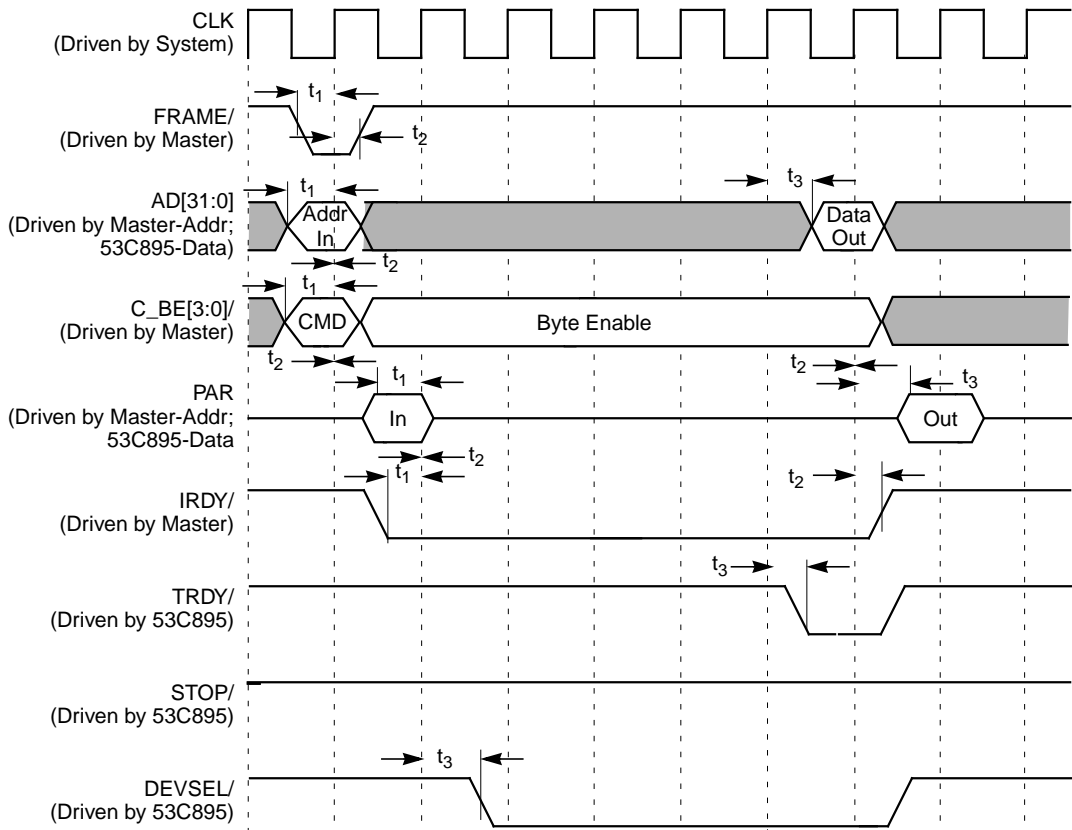 CLK
(Driven by System)
t1
FRAME/
(Driven by Master)
t2
t1
t3
AD[31:0]
(Driven by Master-Addr;
53C895-Data)
Addr
In
Data
Out
t2
t1
C_BE[3:0]/
(Driven by Master)
CMD
Byte Enable
t2
t1
t2
t3
PAR
(Driven by Master-Addr;
53C895-Data
In
Out
t2
t1
t2
IRDY/
(Driven by Master)
t3
TRDY/
(Driven by 53C895)
STOP/
(Driven by 53C895)
t3
DEVSEL/
(Driven by 53C895)